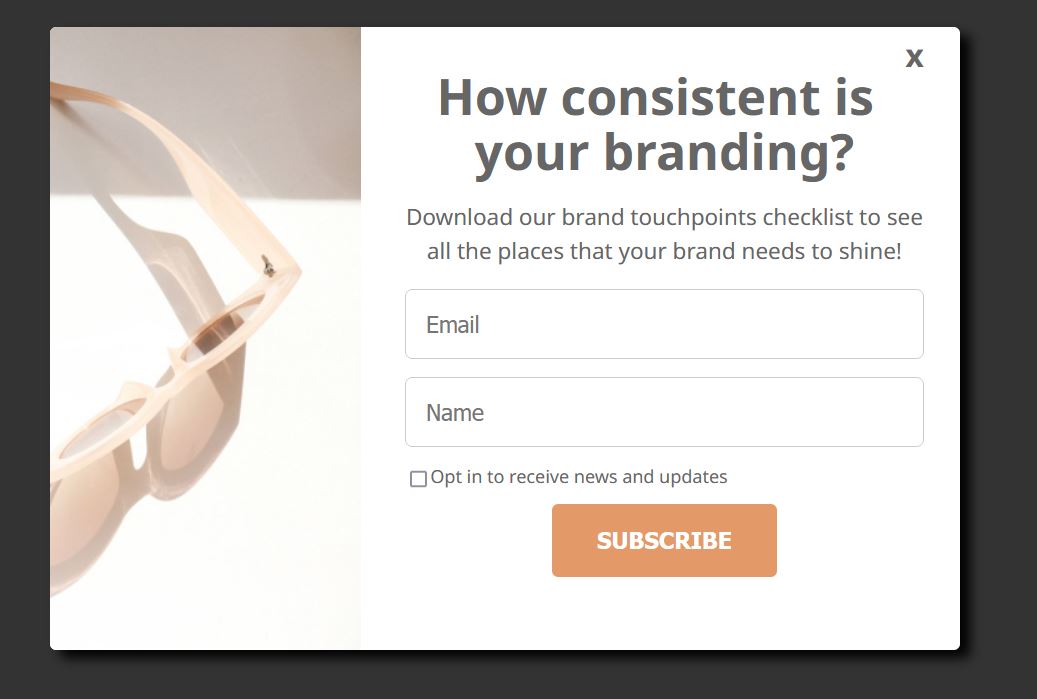 x
How consistent is
your branding?
Download our brand touchpoints checklist to see
all the places that your brand needs to shine!
Email
Name
Opt in to receive news and updates
SUBSCRIBE